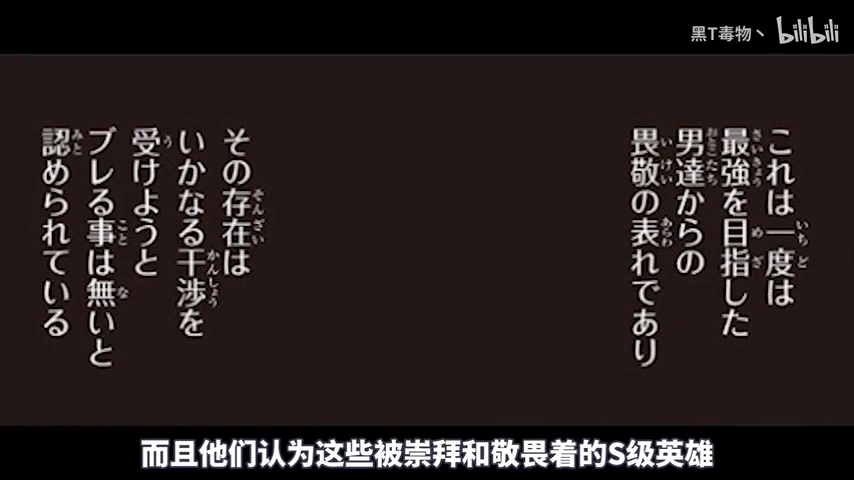 黑T毒物丶 bilibili
これは一度は
最強を目指した
男達からの
畏敬の表れであり
その存在は
いかなる干渉を
受けようと
ブレる事は無いと
認められている
而且他们认为这些被崇拜和敬畏着的S级英雄